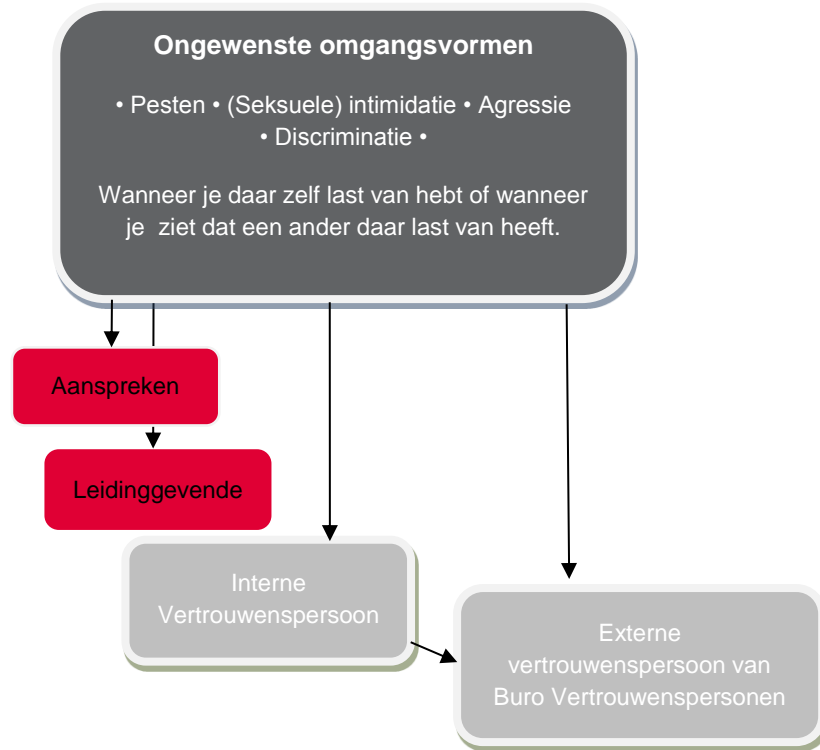 Ongewenste omgangsvormen
• Pesten • (Seksuele) intimidatie • Agressie
• Discriminatie •
Wanneer je daar zelf last van hebt of wanneer
je ziet dat een ander daar last van heeft.
Aanspreken
Leidinggevende
Interne
Vertrouwenspersoon
Externe
vertrouwenspersoon van
Buro Vertrouwenspersonen